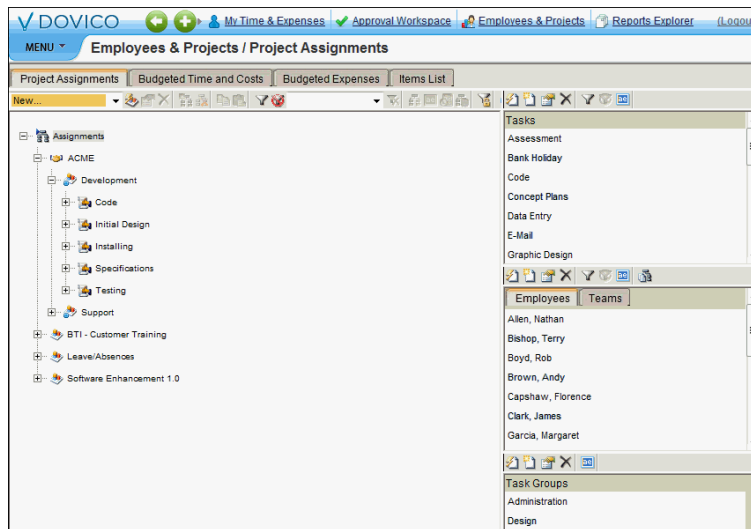 DOVICO
My Time & Expenses Approval Workspace Employees & Projects Reports Explorer (Logou
MENU Employees & Projects / Project Assignments
Project Assignments Budgeted Time and Costs Budgeted Expenses Items List
New...
Assignments
ACME
Development
Code
Initial Design
Installing
Specifications
Testing
Support
BTI - Customer Training
Leave/Absences
Software Enhancement 1.0
Tasks
Assessment
Bank Holiday
Code
Concept Plans
Data Entry
E-Mail
Graphic Design
Employees Teams
Allen, Nathan
Bishop, Terry
Boyd, Rob
Brown, Andy
Capshaw, Florence
Clark, James
Garcia, Margaret
Task Groups
Administration
Design